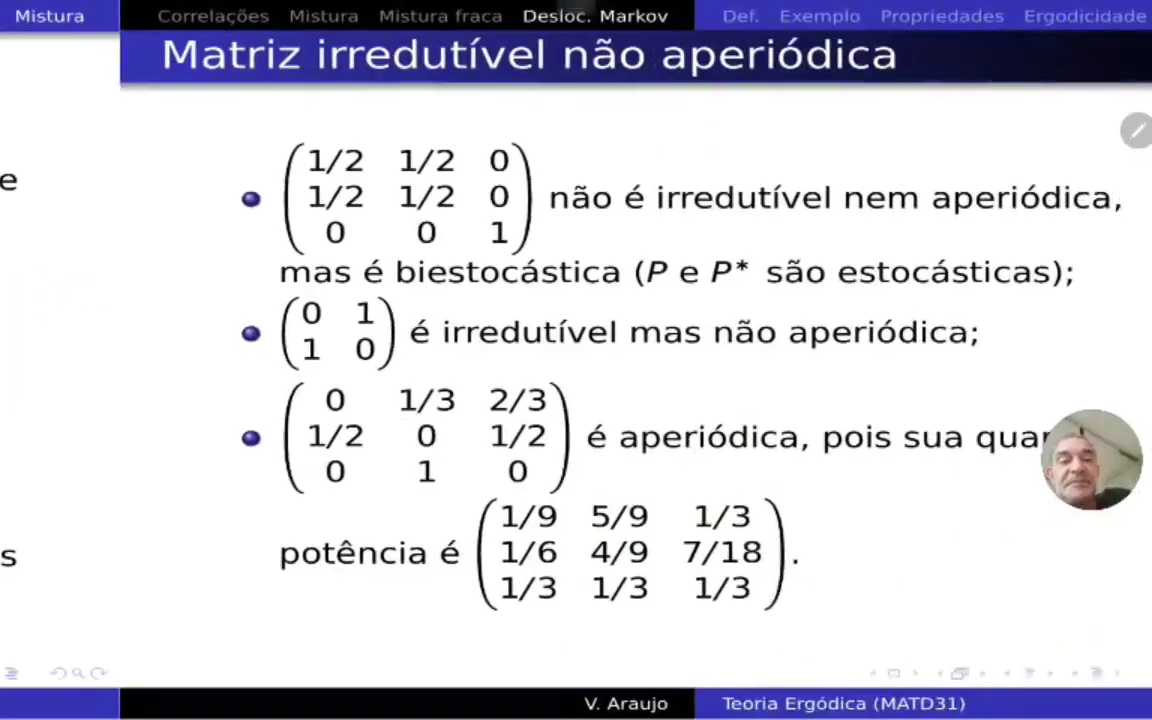 Mistura
Correlações Mistura Mistura fraca Desloc. Markov Def. Exemplo Propriedades Ergodicidade
Matriz irredutível não aperiódica
e
1/2 1/2 0
1/2 1/2 0 não é irredutível nem aperiódica,
0 0 1
mas é biestocástica (P e P* são estocásticas);
0 1
é irredutível mas não aperiódica;
1 0
0 1/3 2/3
1/2 0 1/2 é aperiódica, pois sua
0 1 0
1/9 5/9 1/3
potência é 1/6 4/9 7/18 .
1/3 1/3 1/3
s
V. Araujo Teoria Ergódica (MATD31)